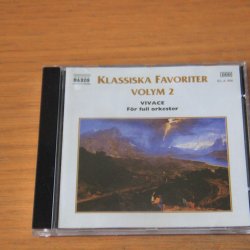 NAXOS
KLASSISKA FAVORITER
VOLYM 2
VIVACE
För full orkester